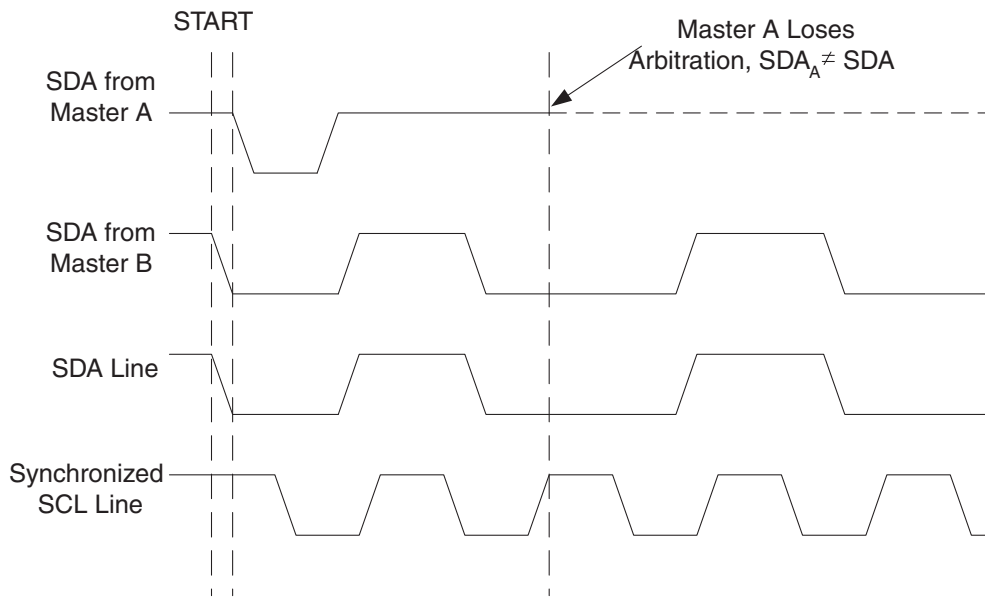 START
Master A Loses
Arbitration, SDA_A ≠ SDA
SDA from
Master A
SDA from
Master B
SDA Line
Synchronized
SCL Line